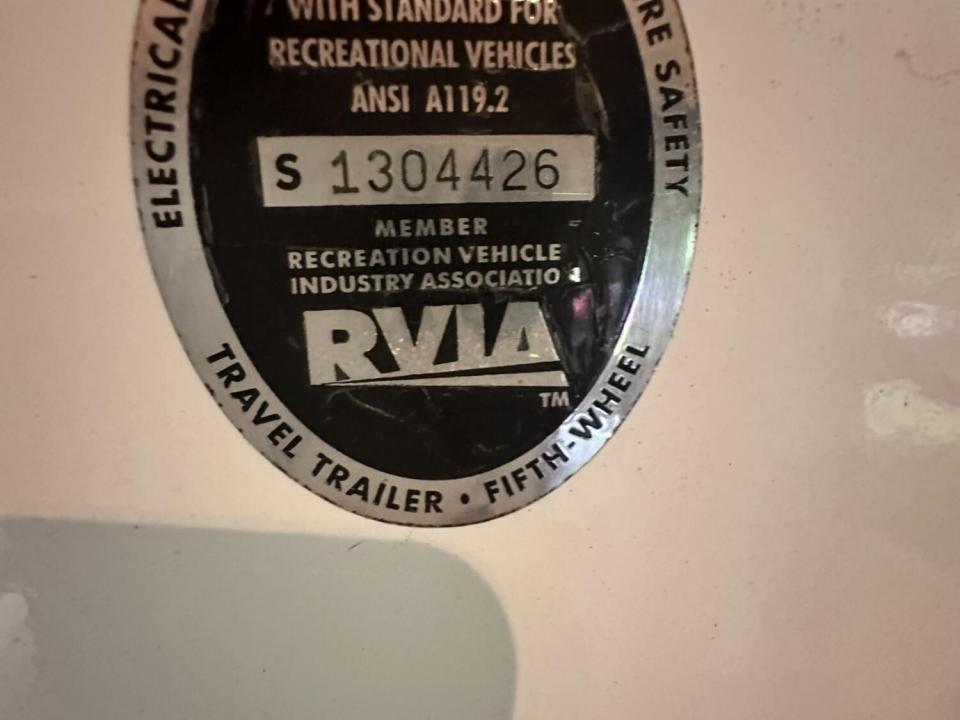 ELECTRICAL
WITH STANDARD FOR
RECREATIONAL VEHICLES
ANSI A119.2
S 1304426
MEMBER
RECREATION VEHICLE
INDUSTRY ASSOCIATION
RVIA
TM
SAFETY
TRAVEL TRAILER • FIFTH-WHEEL